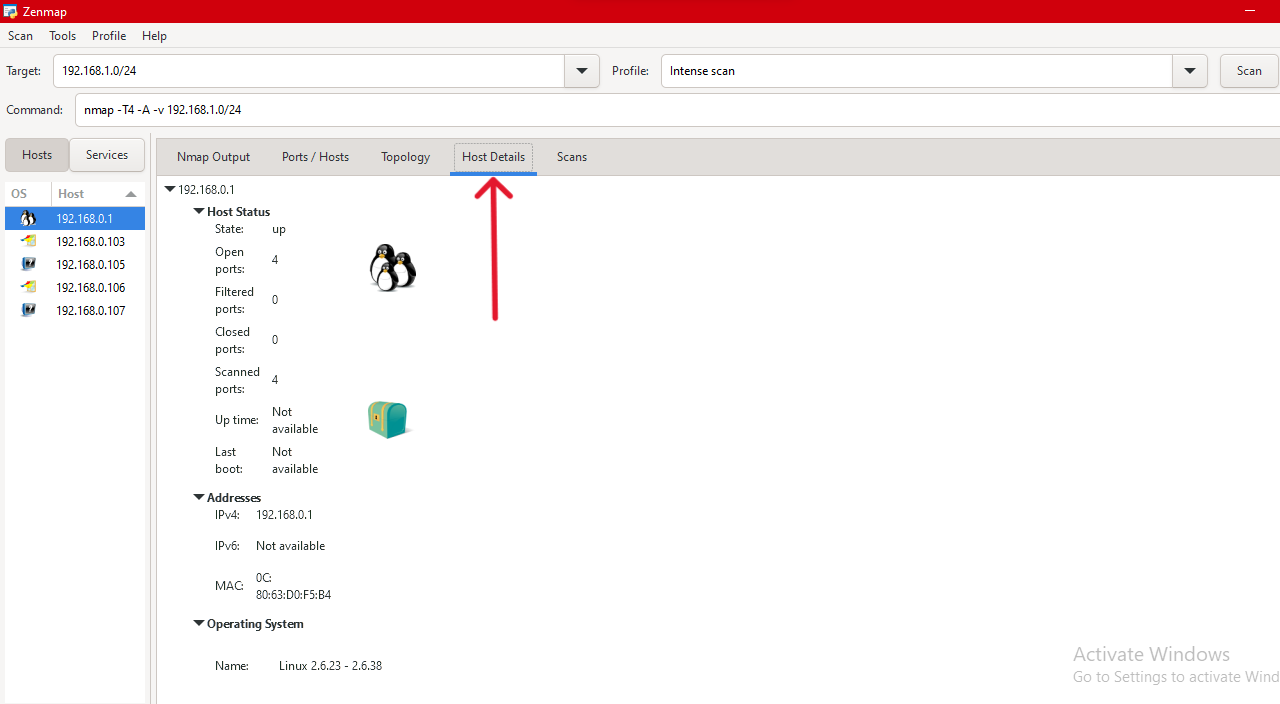 Zenmap
Scan Tools Profile Help
Target: 192.168.1.0/24 Profile: Intense scan Scan
Command: nmap -T4 -A -v 192.168.1.0/24
Hosts Services
Nmap Output Ports / Hosts Topology Host Details Scans
OS Host
192.168.0.1
192.168.0.103
192.168.0.105
192.168.0.106
192.168.0.107
192.168.0.1
Host Status
State: up
Open
ports: 4
Filtered
ports: 0
Closed
ports: 0
Scanned
ports: 4
Up time: Not
available
Last
boot: Not
available
Addresses
IPv4: 192.168.0.1
IPv6: Not available
MAC: 0C:
80:63:D0:F5:B4
Operating System
Name: Linux 2.6.23 - 2.6.38
Activate Windows
Go to Settings to activate Wind